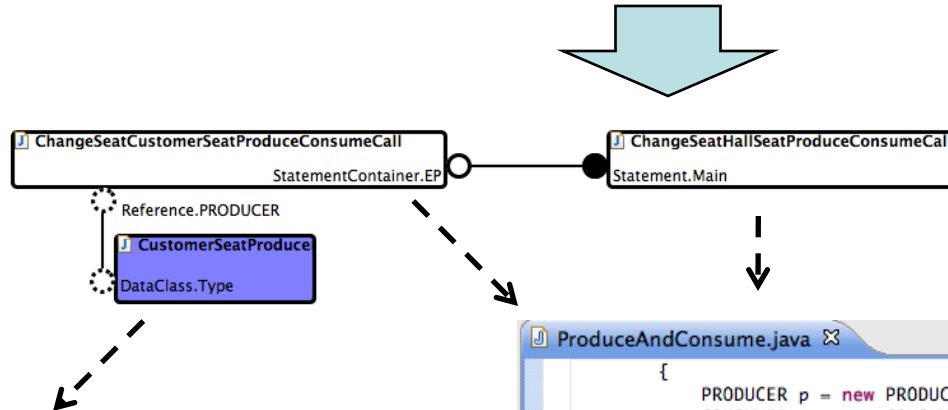 ChangeSeatCustomerSeatProduceConsumeCall
StatementContainer.EP
ChangeSeatHallSeatProduceConsumeCal
Statement.Main
Reference.PRODUCER
CustomerSeatProduce
DataClass.Type
ProduceAndConsume.java
{
PRODUCER p = new PRODUC